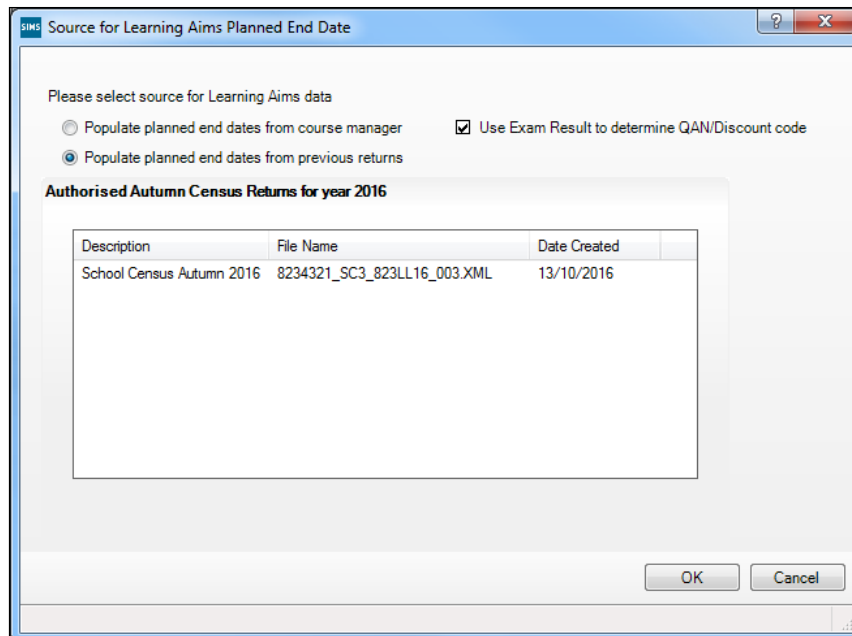 SIMS Source for Learning Aims Planned End Date
Please select source for Learning Aims data
Populate planned end dates from course manager Use Exam Result to determine QAN/Discount code
Populate planned end dates from previous returns
Authorised Autumn Census Returns for year 2016
Description File Name Date Created
School Census Autumn 2016 8234321_SC3_823LL16_003.XML 13/10/2016
OK Cancel